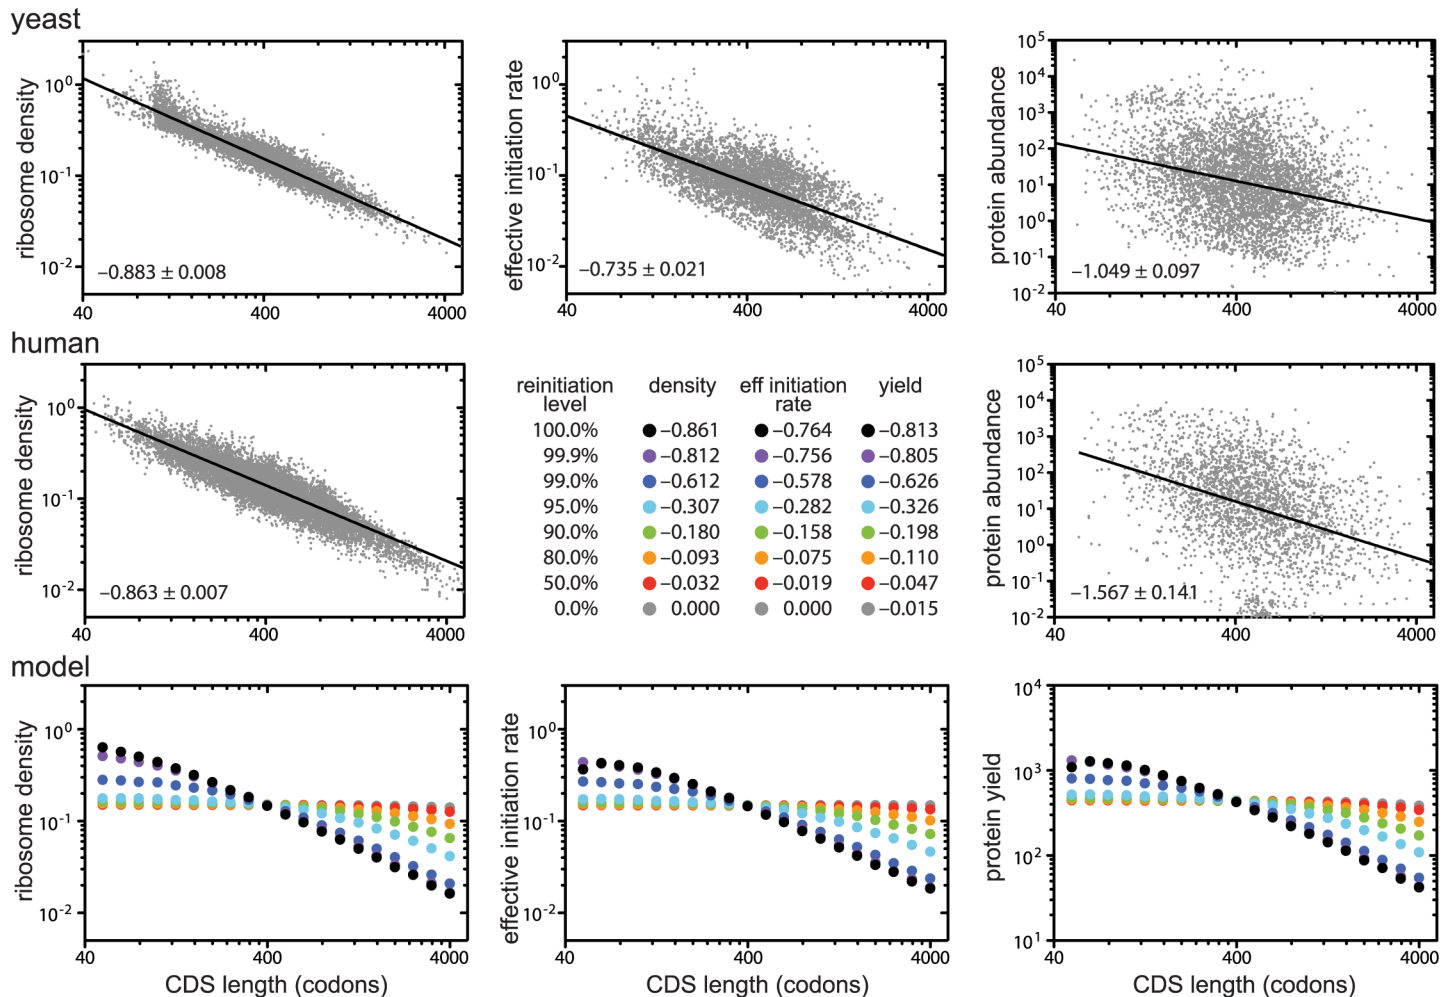 yeast
ribosome density
10⁰
10⁻¹
10⁻²
−0.883 ± 0.008
40
400
4000
effective initiation rate
10⁰
10⁻¹
10⁻²
−0.735 ± 0.021
40
400
4000
protein abundance
10⁵
10⁴
10³
10²
10¹
10⁰
10⁻¹
10⁻²
−1.049 ± 0.097
40
400
4000
human
ribosome density
10⁰
10⁻¹
10⁻²
−0.863 ± 0.007
40
400
4000
reinitiation level density eff initiation rate yield
100.0% −0.861 −0.764 −0.813
99.9% −0.812 −0.756 −0.805
99.0% −0.612 −0.578 −0.626
95.0% −0.307 −0.282 −0.326
90.0% −0.180 −0.158 −0.198
80.0% −0.093 −0.075 −0.110
50.0% −0.032 −0.019 −0.047
0.0% 0.000 0.000 −0.015
protein abundance
10⁵
10⁴
10³
10²
10¹
10⁰
10⁻¹
10⁻²
−1.567 ± 0.141
40
400
4000
model
ribosome density
10⁰
10⁻¹
10⁻²
40
400
4000
CDS length (codons)
effective initiation rate
10⁰
10⁻¹
10⁻²
40
400
4000
CDS length (codons)
protein yield
10⁴
10³
10²
10¹
40
400
4000
CDS length (codons)